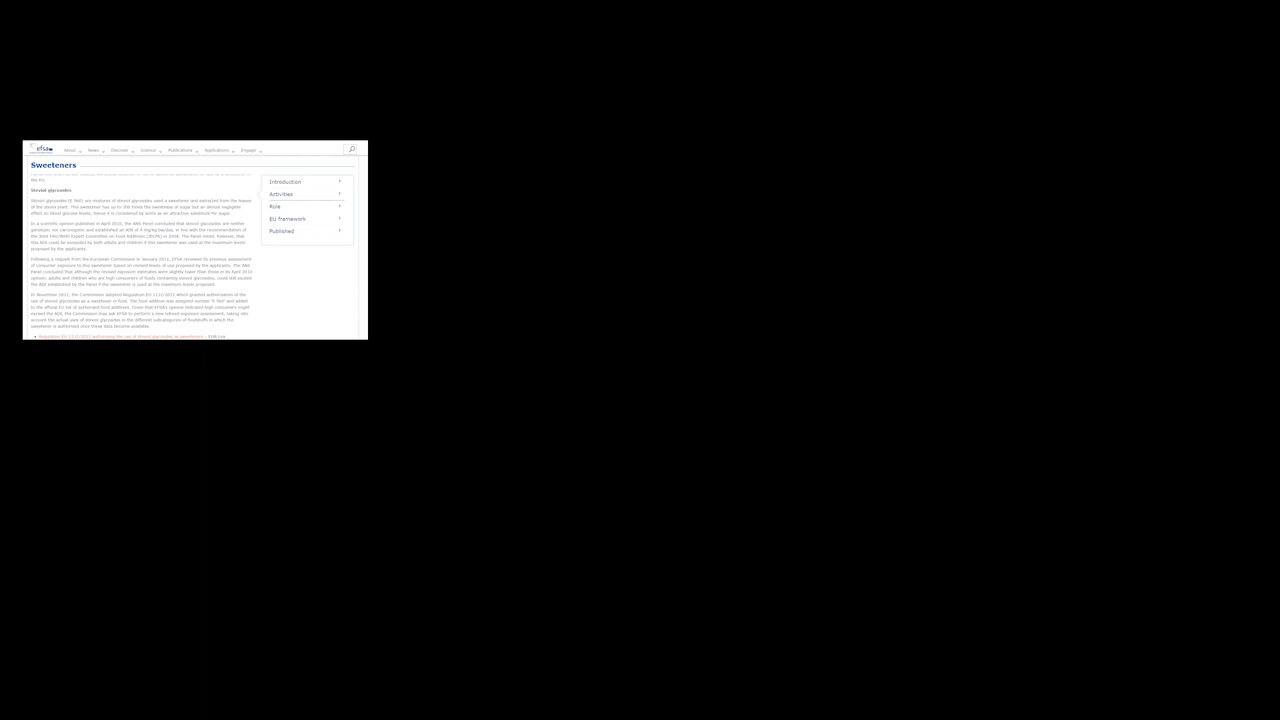 efsa
About News Discover Science Publications Applications Engage
Sweeteners
the EU.
Steviol glycosides
Steviol glycosides (E 960) are mixtures of steviol glycosides used a sweetener and extracted from the leaves
of the stevia plant. This sweetener has up to 300 times the sweetness of sugar but an almost negligible
effect on blood glucose levels; hence it is considered by some as an attractive substitute for sugar.
In a scientific opinion published in April 2010, the ANS Panel concluded that steviol glycosides are neither
genotoxic nor carcinogenic and established an ADI of 4 mg/kg bw/day, in line with the recommendation of
the Joint FAO/WHO Expert Committee on Food Additives (JECFA) in 2008. The Panel noted, however, that
this ADI could be exceeded by both adults and children if this sweetener was used at the maximum levels
proposed by the applicants.
Following a request from the European Commission in January 2011, EFSA reviewed its previous assessment
of consumer exposure to this sweetener based on revised levels of use proposed by the applicants. The ANS
Panel concluded that although the revised exposure estimates were slightly lower than those in its April 2010
opinion, adults and children who are high consumers of foods containing steviol glycosides, could still exceed
the ADI established by the Panel if the sweetener is used at the maximum levels proposed.
In November 2011, the Commission adopted Regulation EU 1131/2011 which granted authorisation of the
use of steviol glycosides as a sweetener in food. The food additive was assigned number "E 960" and added
to the official EU list of authorised food additives. Given that EFSA's opinion indicated high consumers might
exceed the ADI, the Commission may ask EFSA to perform a new refined exposure assessment, taking into
account the actual uses of steviol glycosides in the different subcategories of foodstuffs in which the
sweetener is authorised once these data become available.
Regulation EU 1131/2011 authorising the use of steviol glycosides as sweeteners - EUR Lex
Introduction
Activities
Role
EU framework
Published